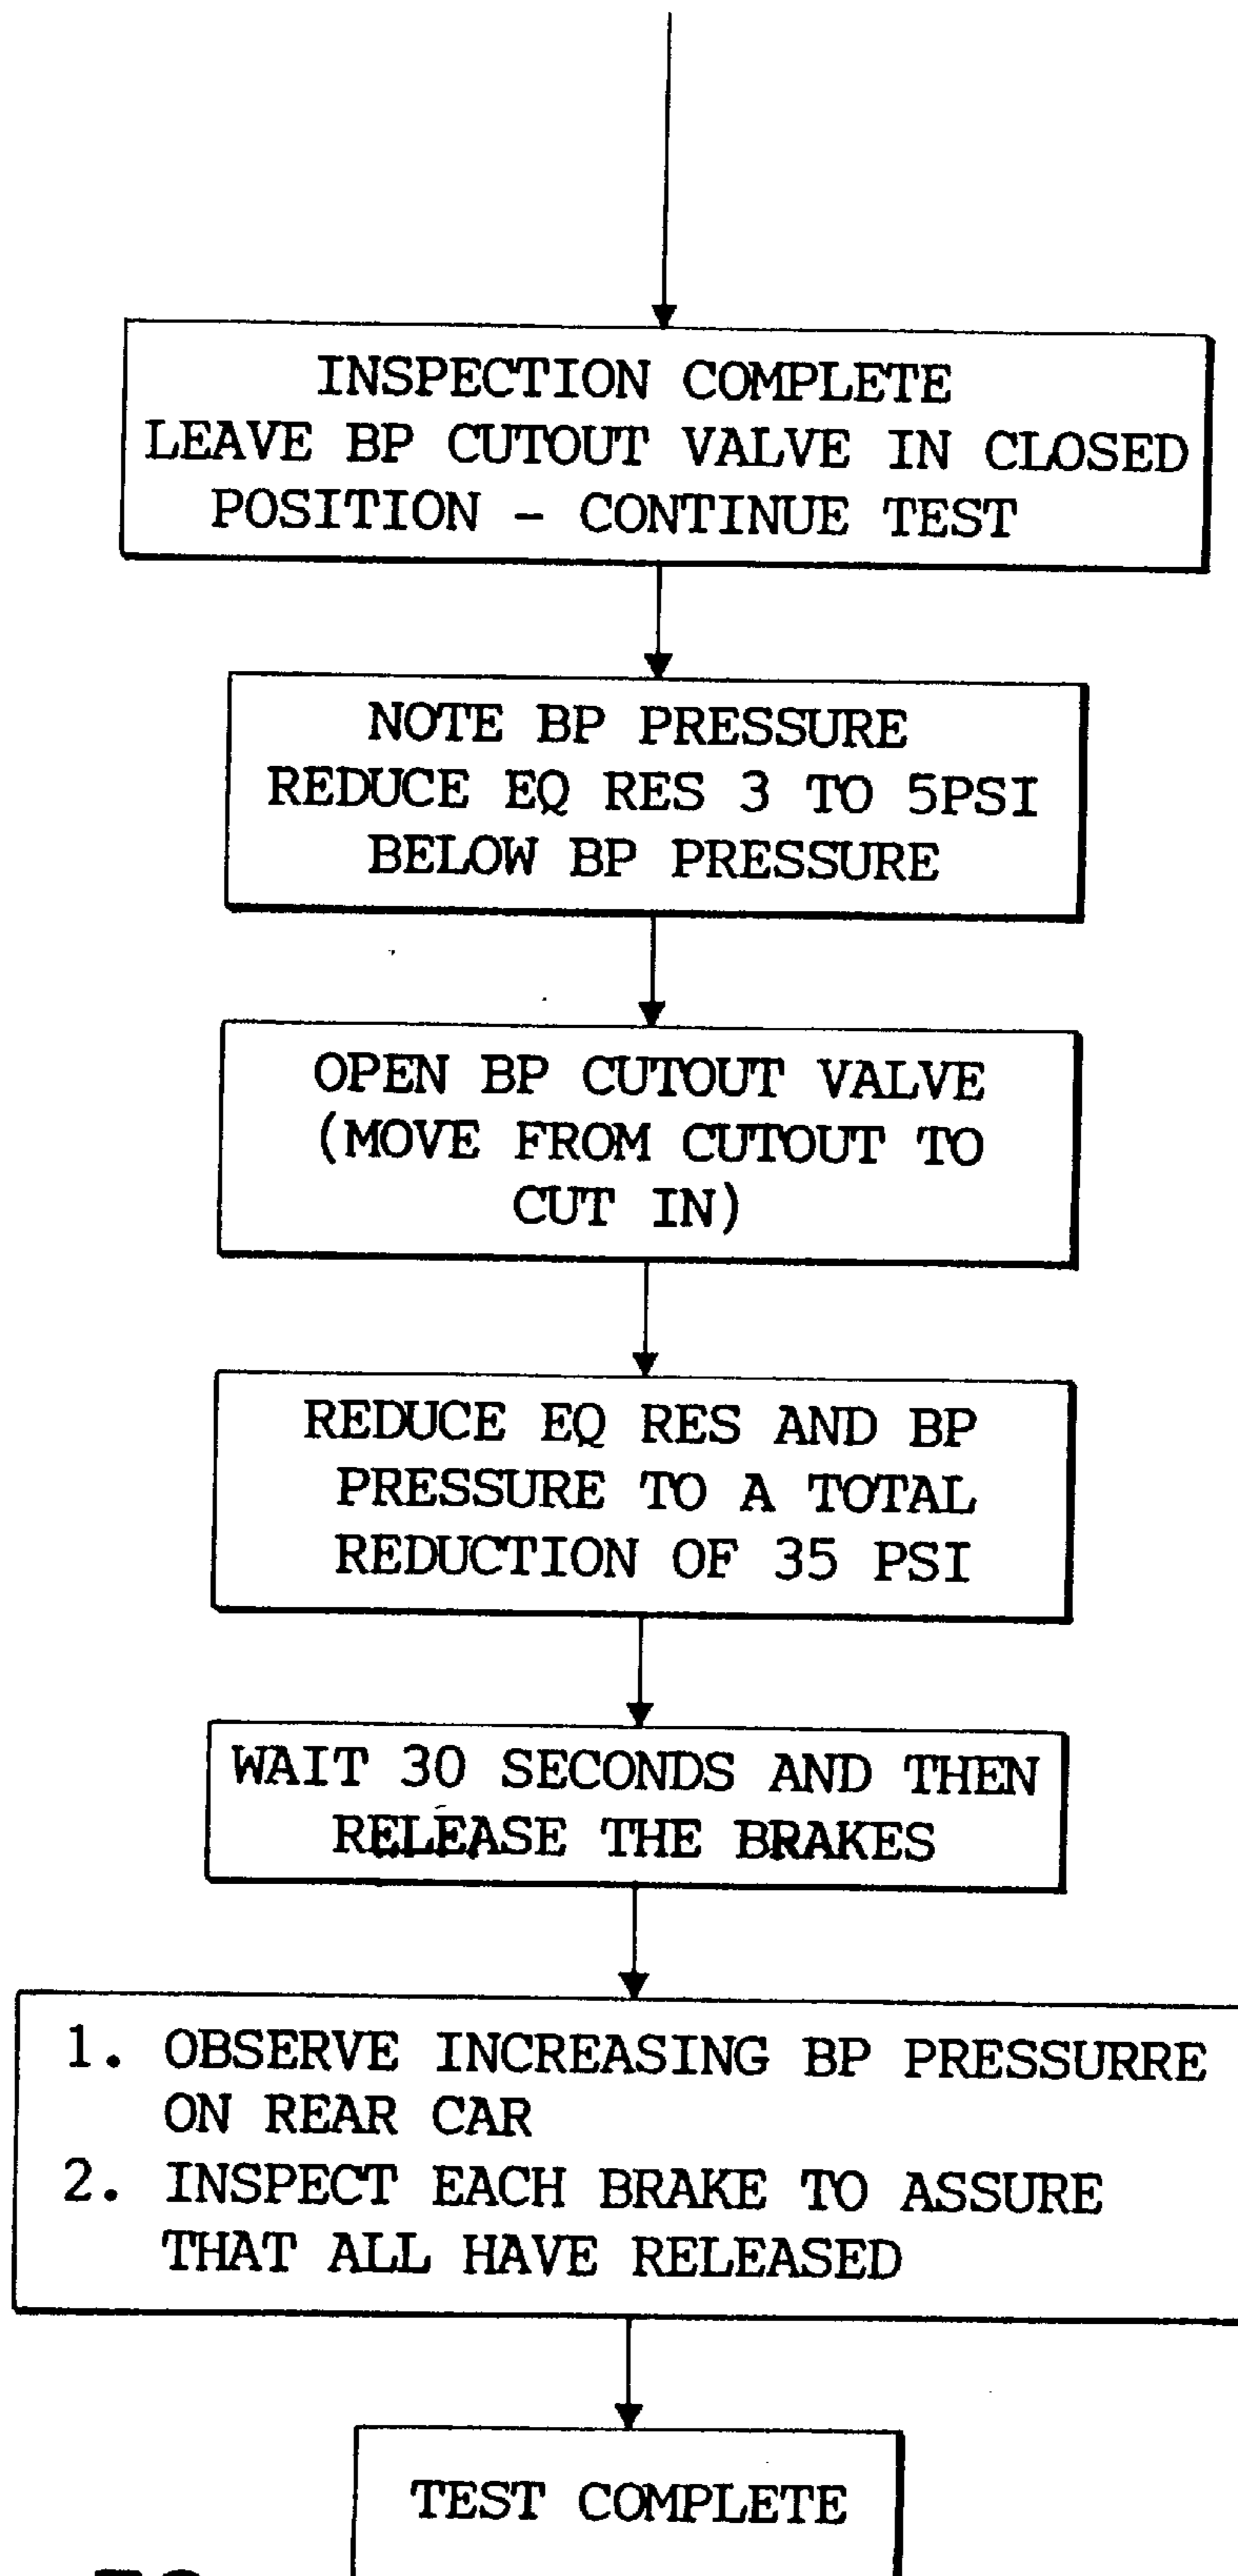 INSPECTION COMPLETE
LEAVE BP CUTOUT VALVE IN CLOSED
POSITION - CONTINUE TEST
NOTE BP PRESSURE
REDUCE EQ RES 3 TO 5PSI
BELOW BP PRESSURE
OPEN BP CUTOUT VALVE
(MOVE FROM CUTOUT TO
CUT IN)
REDUCE EQ RES AND BP
PRESSURE TO A TOTAL
REDUCTION OF 35 PSI
WAIT 30 SECONDS AND THEN
RELEASE THE BRAKES
1. OBSERVE INCREASING BP PRESSURRE
ON REAR CAR
2. INSPECT EACH BRAKE TO ASSURE
THAT ALL HAVE RELEASED
TEST COMPLETE